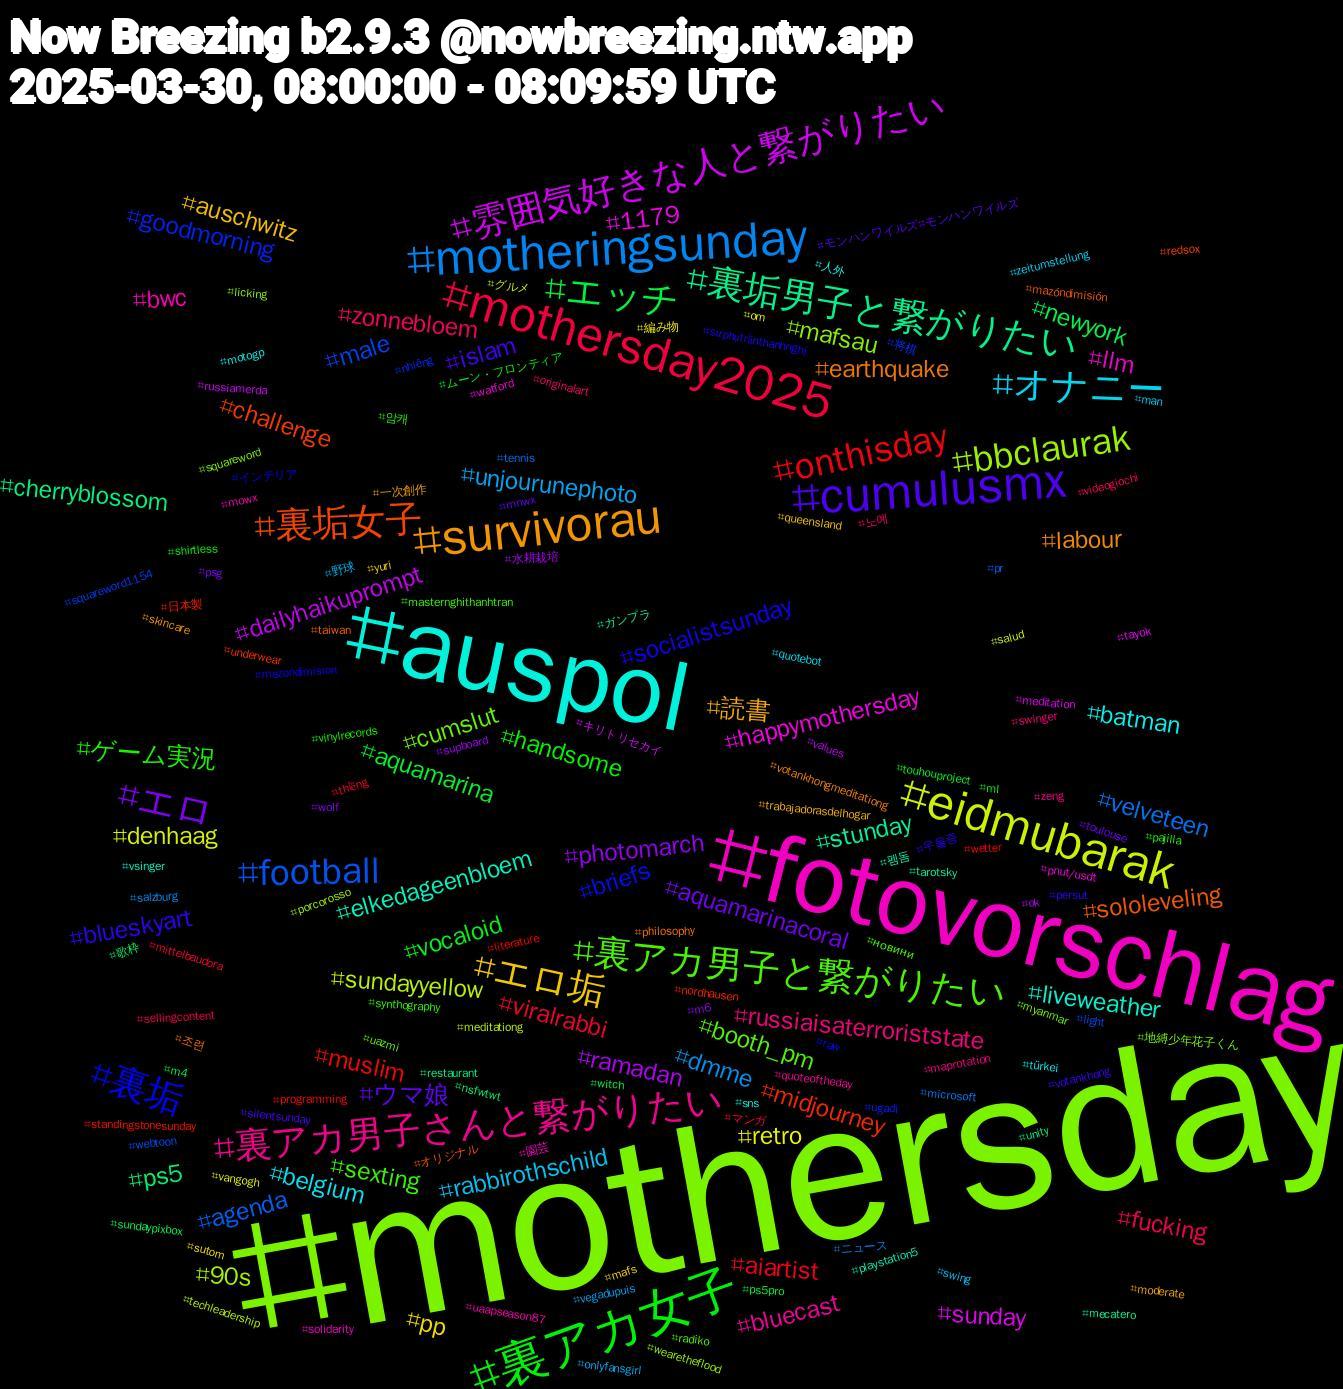 Now Breezing b2.9.3 @nowbreezing.ntw.app
2025-03-30, 08:00:00 - 08:09:59 UTC
#mothersday
#fotovorschlag
#auspol
#eidmubarak
#survivorau
#mothersday2025
#motheringsunday
#cumulusmx
#裏アカ女子
#雰囲気好きな人と繋がりたい
#裏垢男子と繋がりたい
#裏アカ男子さんと繋がりたい
#裏アカ男子と繋がりたい
#エロ垢
#オナニー
#エッチ
#onthisday
#bbclaurak
#裏垢女子
#football
#裏垢
#エロ
#1179
#auschwitz
#goodmorning
#bwc
#zonnebloem
#newyork
#male
#islam
#mafsau
#llm
#earthquake
#challenge
#cherryblossom
#unjourunephoto
#labour
#dailyhaikuprompt
#socialistsunday
#読書
#batman
#happymothersday
#cumslut
#handsome
#ゲーム実況
#aquamarina
#velveteen
#denhaag
#stunday
#photomarch
#elkedageenbloem
#briefs
#sololeveling
#aquamarinacoral
#blueskyart
#vocaloid
#sundayyellow
#liveweather
#viralrabbi
#russiaisaterroriststate
#booth_pm
#ramadan
#dmme
#muslim
#ウマ娘
#midjourney
#retro
#sexting
#rabbirothschild
#ps5
#belgium
#agenda
#fucking
#90s
#aiartist
#sunday
#bluecast
#pp
#モンハンワイルズ#モンハンワイルズ
#redsox
#人外
#zeitumstellung
#グルメ
#licking
#mazóndimisión
#om
#編み物
#motogp
#将棋
#nhiêng
#ムーン・フロンティア
#russiamerda
#watford
#originalart
#man
#암캐
#squareword
#tennis
#インテリア
#videogiochi
#mowx
#mnwx
#一次創作
#queensland
#노예
#野球
#水耕栽培
#shirtless
#psg
#yuri
#squareword1154
#pr
#日本製
#masternghithanhtran
#ガンプラ
#skincare
#taiwan
#salud
#tayok
#underwear
#quotebot
#mazondimision
#meditation
#swinger
#キリトリセカイ
#vinylrecords
#supboard
#values
#votankhongmeditationg
#touhouproject
#ml
#thiềng
#wolf
#trabajadorasdelhogar
#zeng
#toulouse
#pajilla
#우울증
#wetter
#vsinger
#펨돔
#tarotsky
#pnut/usdt
#persut
#salzburg
#porcorosso
#ok
#歌枠
#mittelbaudora
#literature
#philosophy
#новини
#sellingcontent
#nordhausen
#synthography
#meditationg
#m6
#light
#myanmar
#地縛少年花子くん
#조련
#uazmi
#raw
#türkei
#m4
#restaurant
#maprotation
#votankhong
#nsfwtwt
#witch
#quoteoftheday
#ugadi
#microsoft
#programming
#sns
#standingstonesunday
#silentsunday
#マンガ
#unity
#webtoon
#オリジナル
#園芸
#vangogh
#ニュース
#sundaypixbox
#playstation5
#sutom
#mafs
#swing
#moderate
#techleadership
#vegadupuis
#ps5pro
#mecatero
#solidarity
#uaapseason87
#radiko
#onlyfansgirl
#wearetheflood